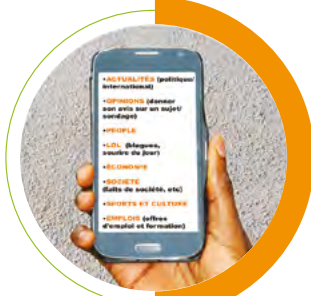 •ACTUALITÉS (politique/
international)
•OPINIONS (donner
son avis sur un sujet/
sondage)
•PEOPLE
•LOL (blagues,
sourire du jour)
•ECONOMIE
•SOCIÉTÉ
(faits de société, etc)
•SPORTS ET CULTURE
•EMPLOIS (offres
d'emploi et formation)